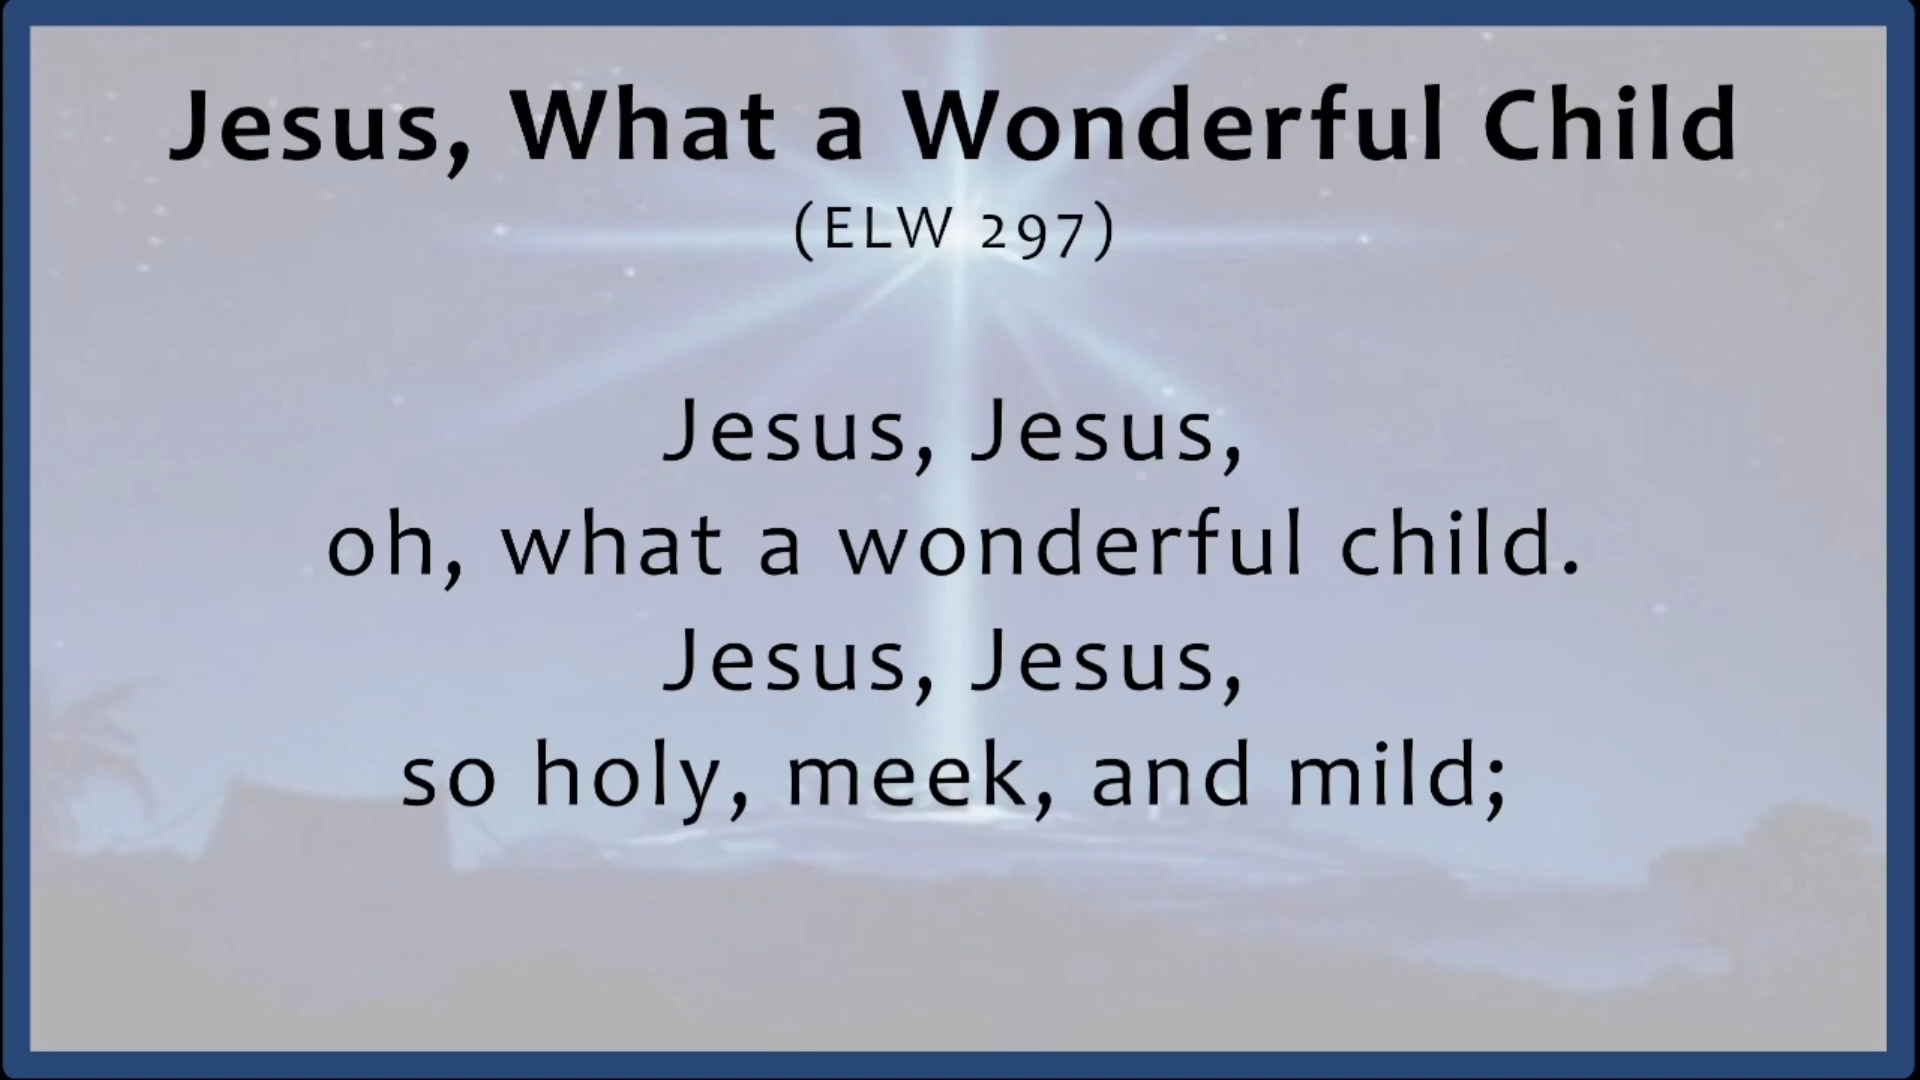 Jesus, What a Wonderful Child
(ELW 297)
Jesus, Jesus,
oh, what a wonderful child.
Jesus, Jesus,
so holy, meek, and mild;